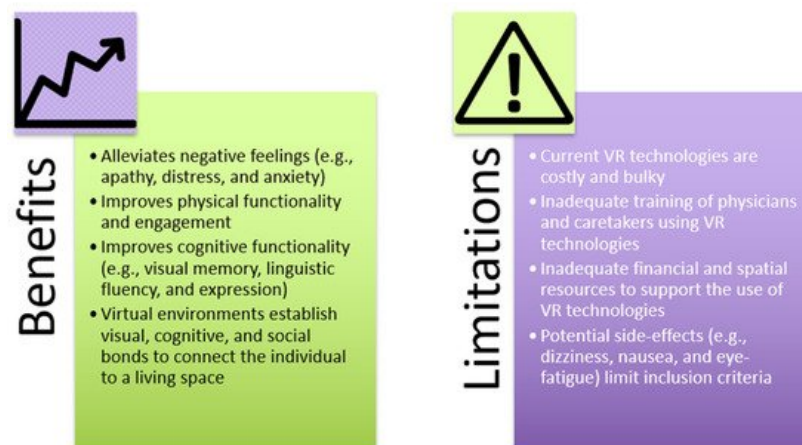 Benefits
• Alleviates negative feelings (e.g.,
apathy, distress, and anxiety)
• Improves physical functionality
and engagement
• Improves cognitive functionality
(e.g., visual memory, linguistic
fluency, and expression)
• Virtual environments establish
visual, cognitive, and social
bonds to connect the individual
to a living space
Limitations
• Current VR technologies are
costly and bulky
• Inadequate training of physicians
and caretakers using VR
technologies
• Inadequate financial and spatial
resources to support the use of
VR technologies
• Potential side-effects (e.g.,
dizziness, nausea, and eye-
fatigue) limit inclusion criteria